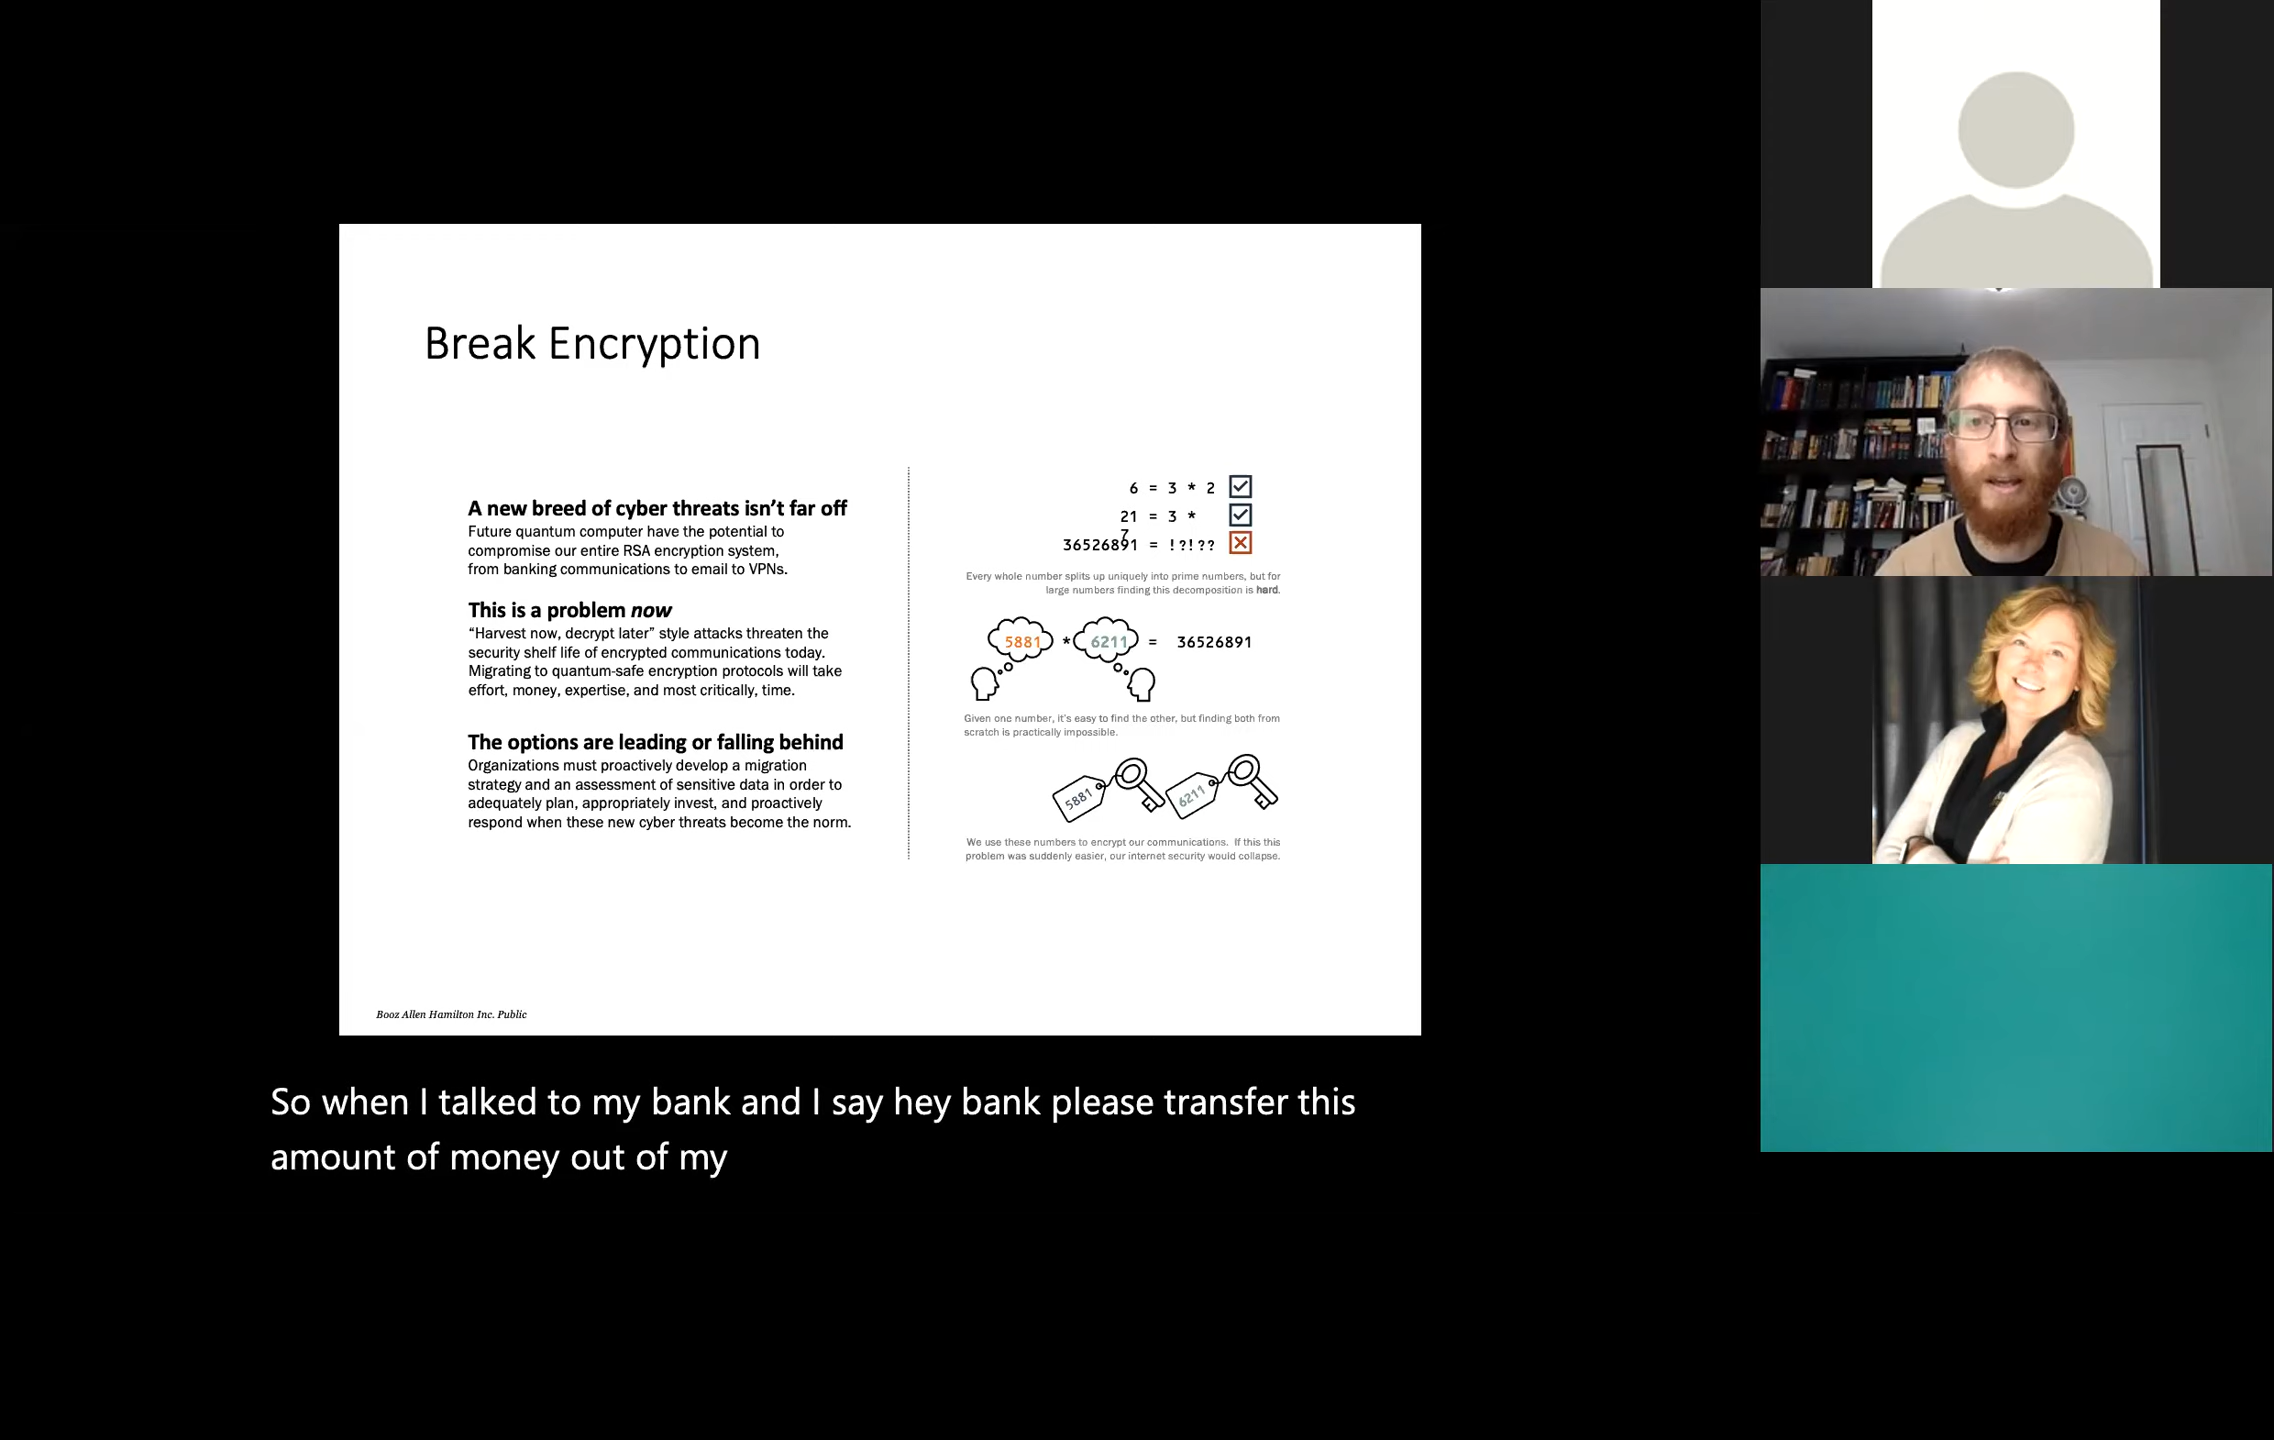 Break Encryption
A new breed of cyber threats isn't far off
Future quantum computer have the potential to
compromise our entire RSA encryption system,
from banking communications to email to VPNs.
This is a problem now
“Harvest now, decrypt later” style attacks threaten the
security shelf life of encrypted communications today.
Migrating to quantum-safe encryption protocols will take
effort, money, expertise, and most critically, time.
The options are leading or falling behind
Organizations must proactively develop a migration
strategy and an assessment of sensitive data in order to
adequately plan, appropriately invest, and proactively
respond when these new cyber threats become the norm.
6 = 3 * 2
21 = 3 *
7
36526891 = !?!??
Every whole number splits up uniquely into prime numbers, but for
large numbers finding this decomposition is hard.
5881 * 6211 = 36526891
Given one number, it's easy to find the other, but finding both from
scratch is practically impossible.
5881 6211
We use these numbers to encrypt our communications. If this this
problem was suddenly easier, our internet security would collapse.
Booz Allen Hamilton Inc. Public
So when I talked to my bank and I say hey bank please transfer this
amount of money out of my